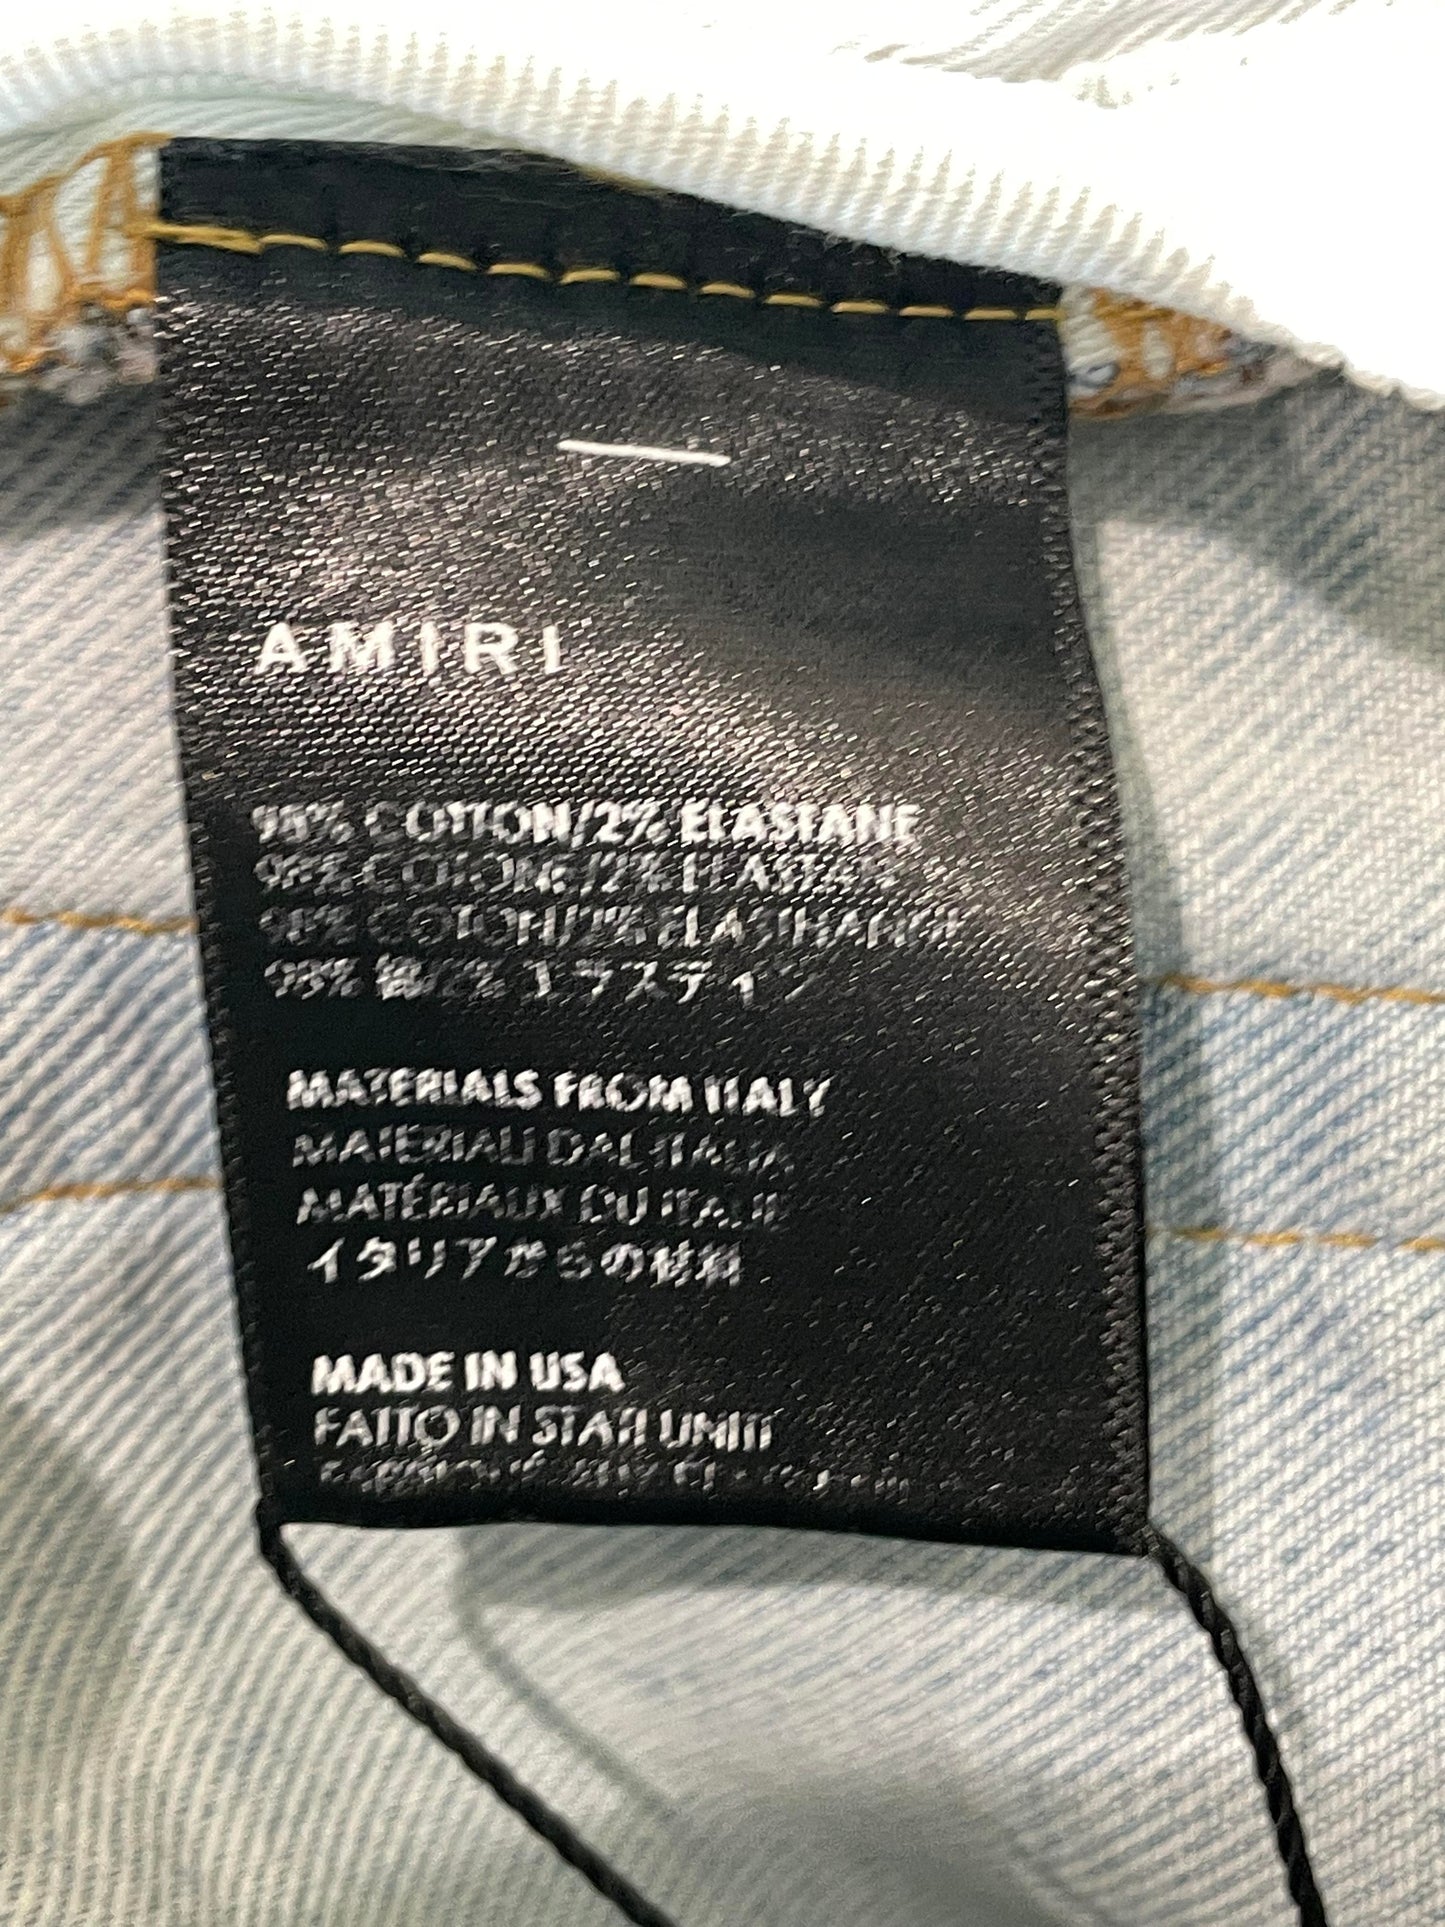 AMIRI
98% COTTON/2% ELASTANE
98% COTONE/2% ELASTAN
98% COTON/2% ÉLASTHANNE
98% 綿/2% エラスティン
MATERIALS FROM ITALY
MATERIALI DAL ITALIA
MATÉRIAUX DU ITALIE
イタリアからの材料
MADE IN USA
FATTO IN STATI UNITI